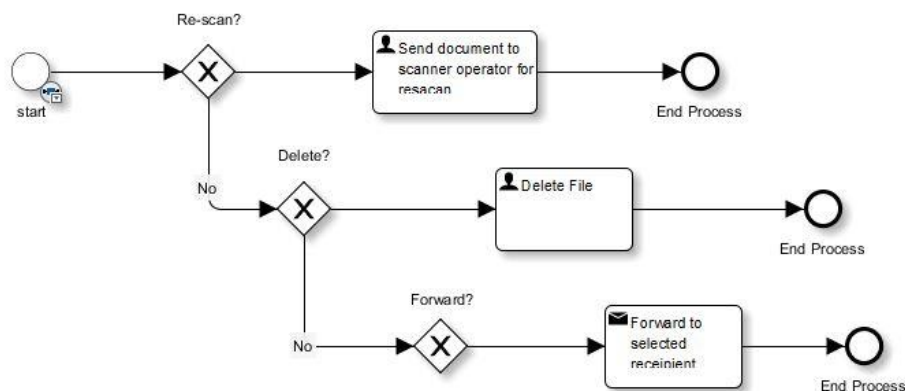 Re-scan?
Send document to
scanner operator for
resacan
start
End Process
Delete?
No
Delete File
End Process
Forward?
No
Forward to
selected
receipient
End Process